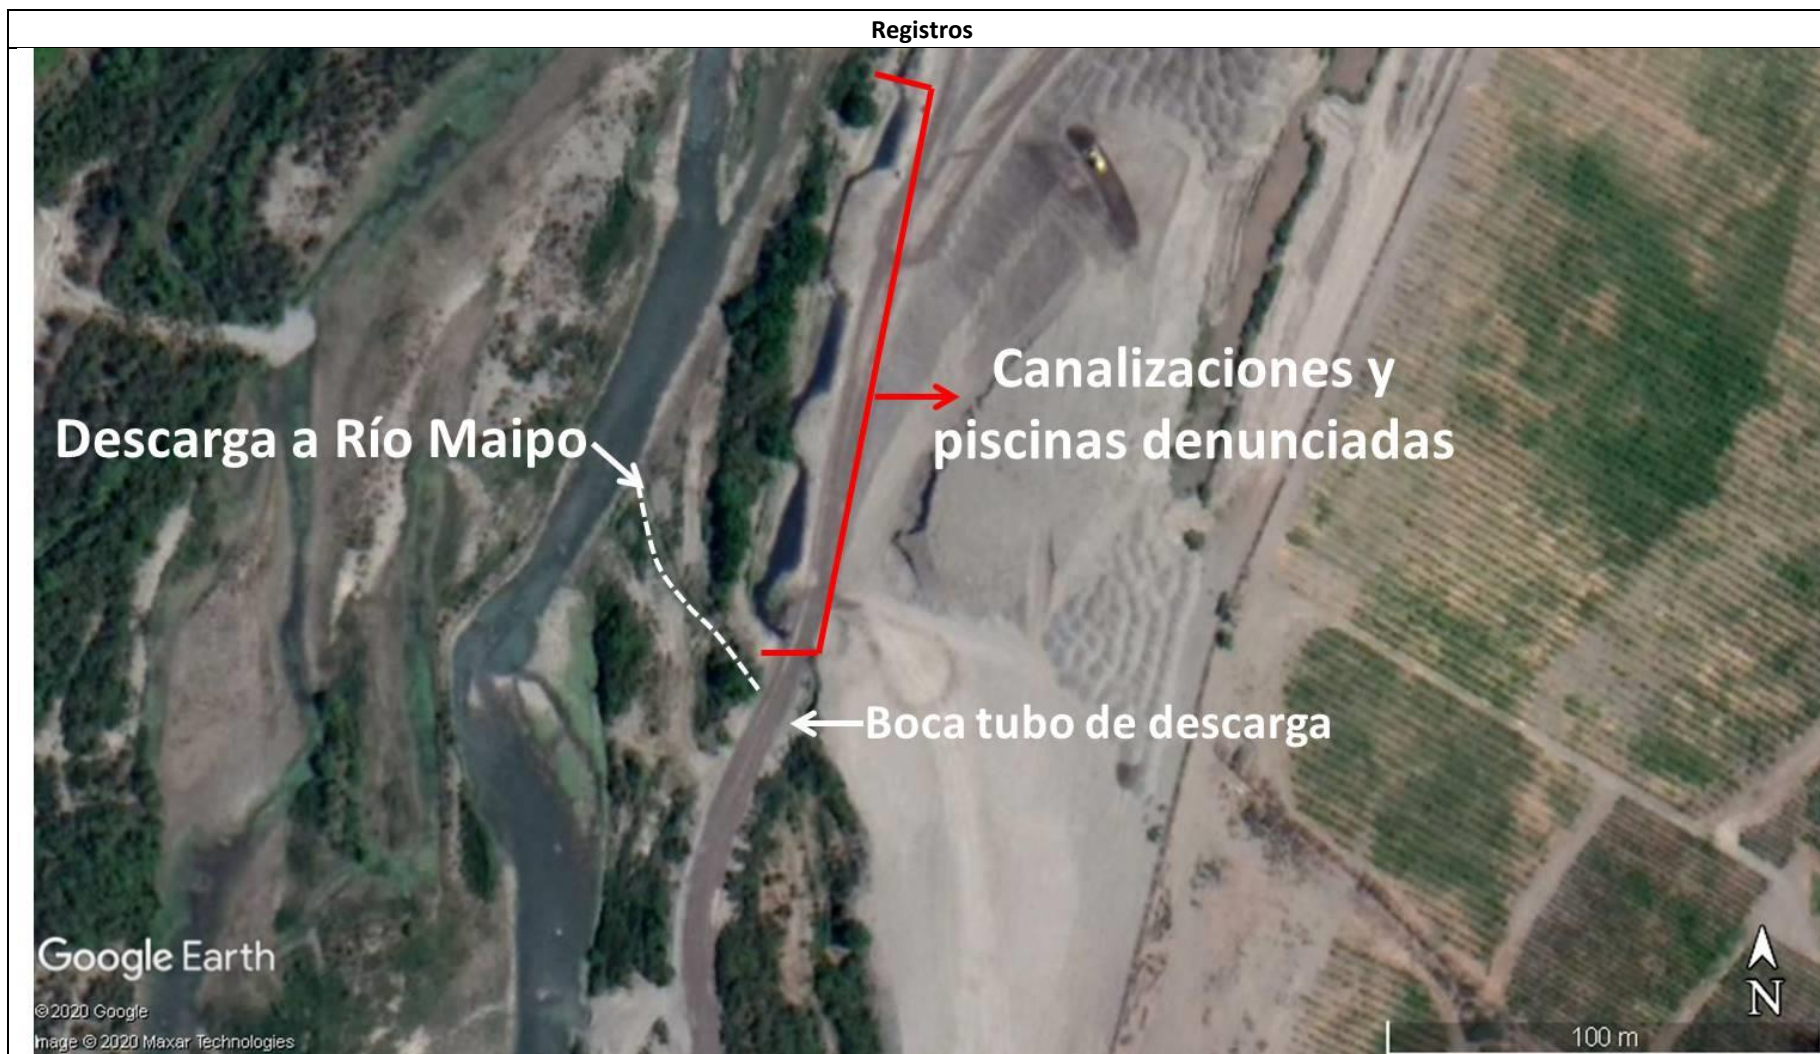 Registros
Canalizaciones y
piscinas denunciadas
Descarga a Río Maipo
Boca tubo de descarga
Google Earth
©2020 Google
Image © 2020 Maxar Technologies
N
100 m